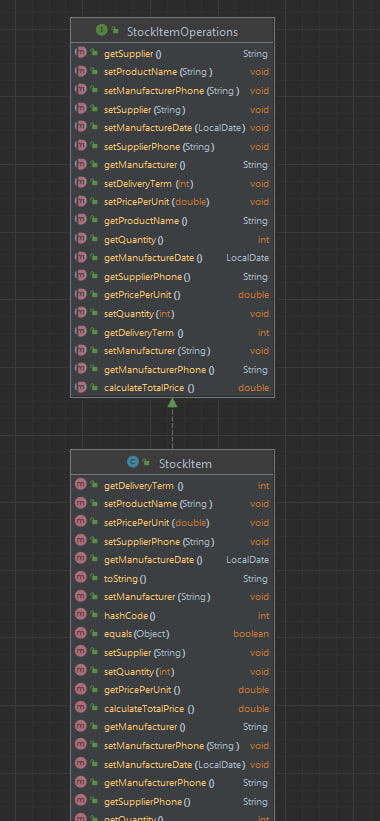 StockItemOperations
getSupplier () String
setProductName (String) void
setManufacturerPhone (String) void
setSupplier (String) void
setManufactureDate (LocalDate) void
setSupplierPhone (String) void
getManufacturer () String
setDeliveryTerm (int) void
setPricePerUnit (double) void
getProductName () String
getQuantity () int
getManufactureDate () LocalDate
getSupplierPhone () String
getPricePerUnit () double
setQuantity (int) void
getDeliveryTerm () int
setManufacturer (String) void
getManufacturerPhone () String
calculateTotalPrice () double
StockItem
getDeliveryTerm () int
setProductName (String) void
setPricePerUnit (double) void
setSupplierPhone (String) void
getManufactureDate () LocalDate
toString () String
setManufacturer (String) void
hashCode () int
equals (Object) boolean
setSupplier (String) void
setQuantity (int) void
getPricePerUnit () double
calculateTotalPrice () double
getManufacturer () String
setManufacturerPhone (String) void
setManufactureDate (LocalDate) void
getManufacturerPhone () String
getSupplierPhone () String
getQuantity () int